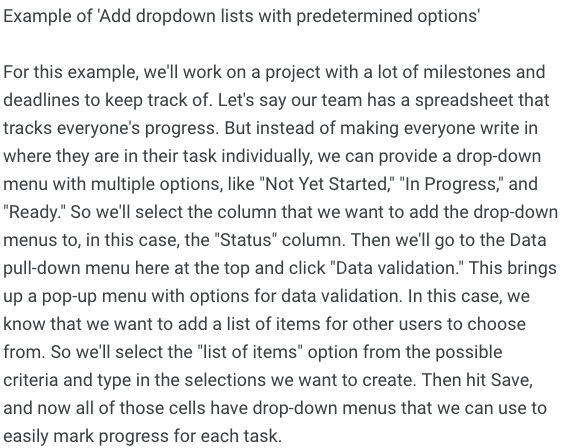 Example of 'Add dropdown lists with predetermined options'
For this example, we'll work on a project with a lot of milestones and
deadlines to keep track of. Let's say our team has a spreadsheet that
tracks everyone's progress. But instead of making everyone write in
where they are in their task individually, we can provide a drop-down
menu with multiple options, like "Not Yet Started," "In Progress," and
"Ready." So we'll select the column that we want to add the drop-down
menus to, in this case, the "Status" column. Then we'll go to the Data
pull-down menu here at the top and click "Data validation." This brings
up a pop-up menu with options for data validation. In this case, we
know that we want to add a list of items for other users to choose
from. So we'll select the "list of items" option from the possible
criteria and type in the selections we want to create. Then hit Save,
and now all of those cells have drop-down menus that we can use to
easily mark progress for each task.